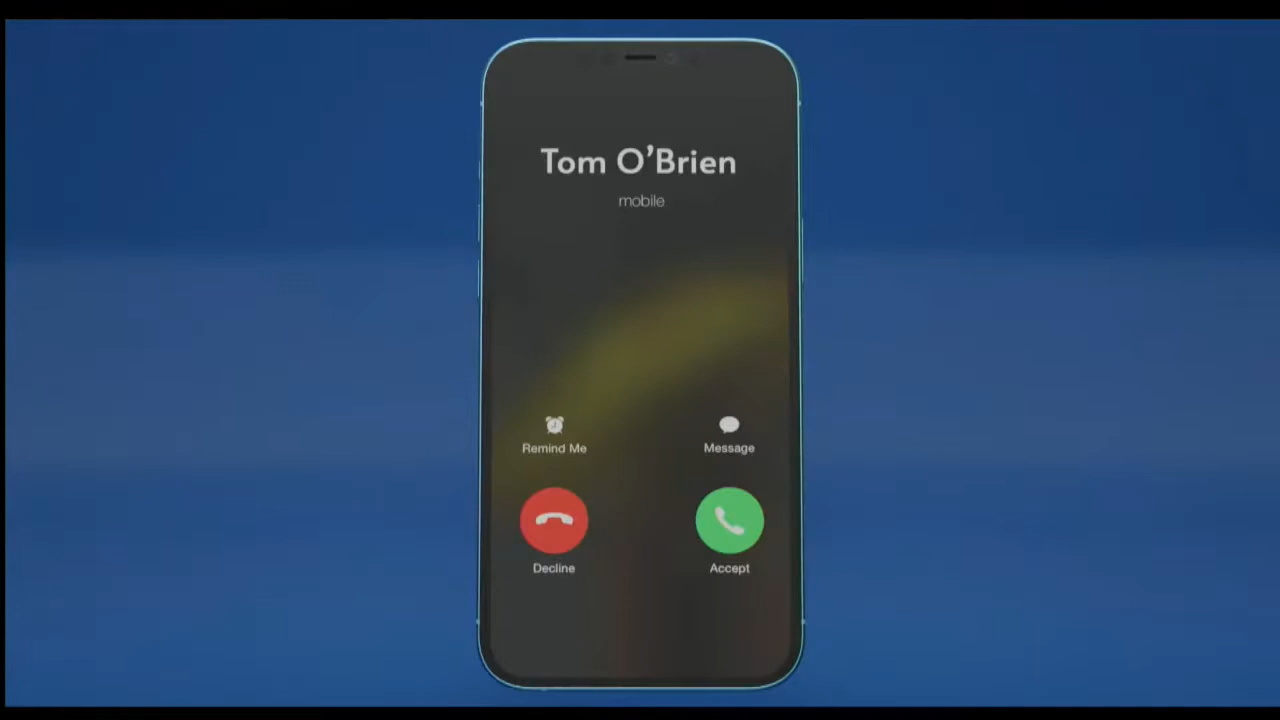 Tom O’Brien
mobile
Remind Me
Message
Decline
Accept